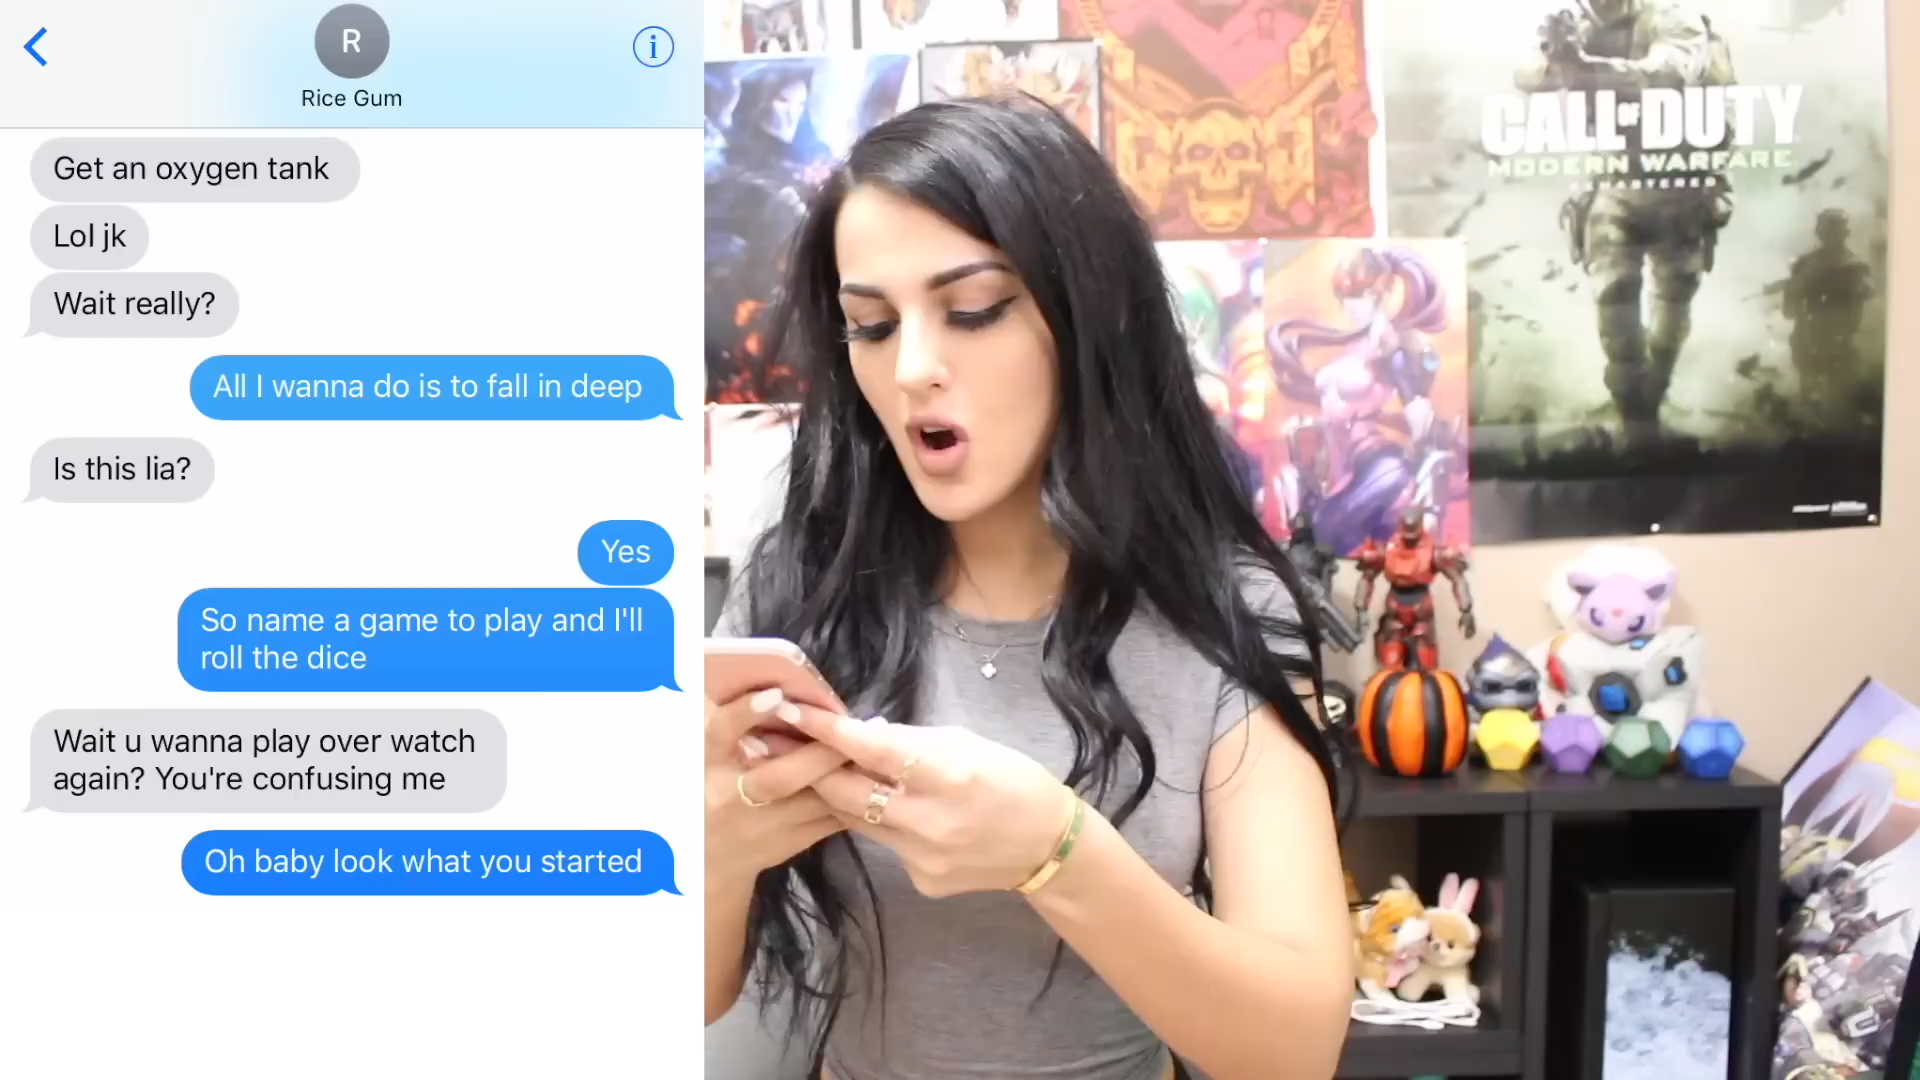 R
Rice Gum
Get an oxygen tank
Lol jk
Wait really?
All I wanna do is to fall in deep
Is this lia?
Yes
So name a game to play and I'll
roll the dice
Wait u wanna play over watch
again? You're confusing me
Oh baby look what you started
CALL OF DUTY
MODERN WARFARE
REMASTERED